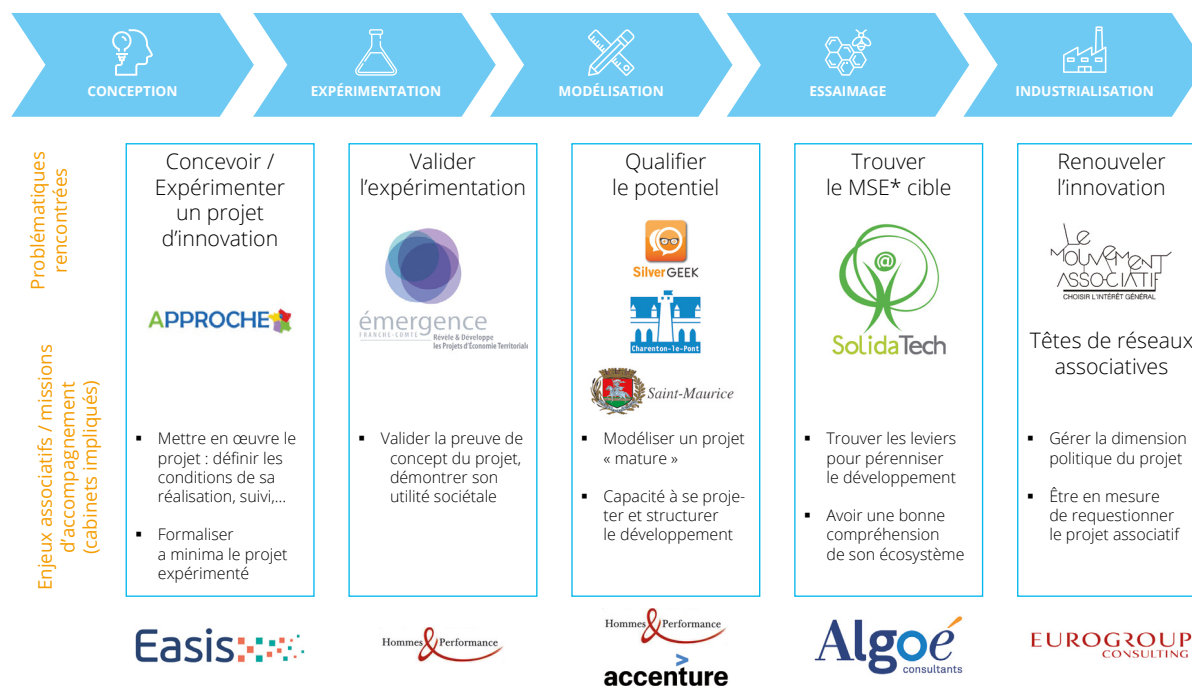 CONCEPTION
EXPÉRIMENTATION
MODÉLISATION
ESSAIMAGE
INDUSTRIALISATION
Problématiques
rencontrées
Enjeux associatifs / missions
d'accompagnement
(cabinets impliqués)
Concevoir /
Expérimenter
un projet
d'innovation
APPROCHE
▪ Mettre en œuvre le
projet : définir les
conditions de sa
réalisation, suivi,...
▪ Formaliser
a minima le projet
expérimenté
Easis
Valider
l'expérimentation
émergence
FRANCHE-COMTÉ
Révèle & Développe
les Projets d'Économie Territoriale
▪ Valider la preuve de
concept du projet,
démontrer son
utilité sociétale
Hommes & Performance
Qualifier
le potentiel
SilverGEEK
Charenton-le-Pont
Saint-Maurice
▪ Modéliser un projet
« mature »
▪ Capacité à se proje-
ter et structurer
le développement
Hommes & Performance
>
accenture
Trouver
le MSE* cible
@
SolidaTech
▪ Trouver les leviers
pour pérenniser
le développement
▪ Avoir une bonne
compréhension
de son écosystème
Algoé
consultants
Renouveler
l'innovation
Le
MOUVEMENT
ASSOCIATIF
CHOISIR L'INTÉRÊT GÉNÉRAL
Têtes de réseaux
associatives
▪ Gérer la dimension
politique du projet
▪ Être en mesure
de requestionner
le projet associatif
EUROGROUP
CONSULTING